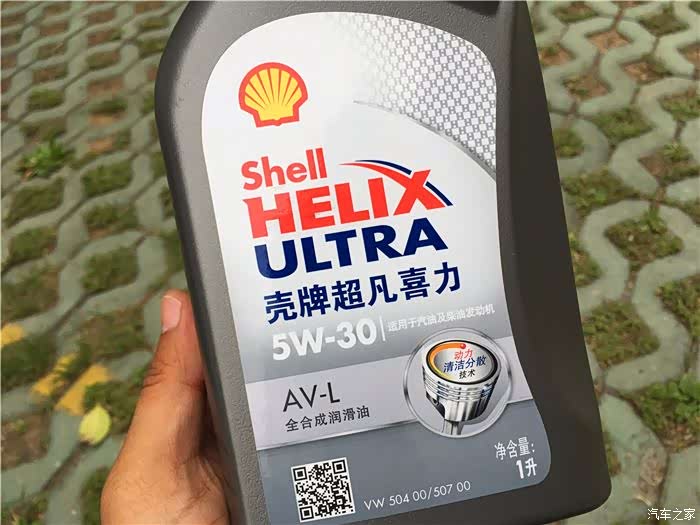 Shell
HELIX
ULTRA
壳牌超凡喜力
5W-30 适用于汽油及柴油发动机
动力
清洁分散
技术
AV-L
全合成润滑油
净含量:
1升
VW 504 00/507 00
汽车之家